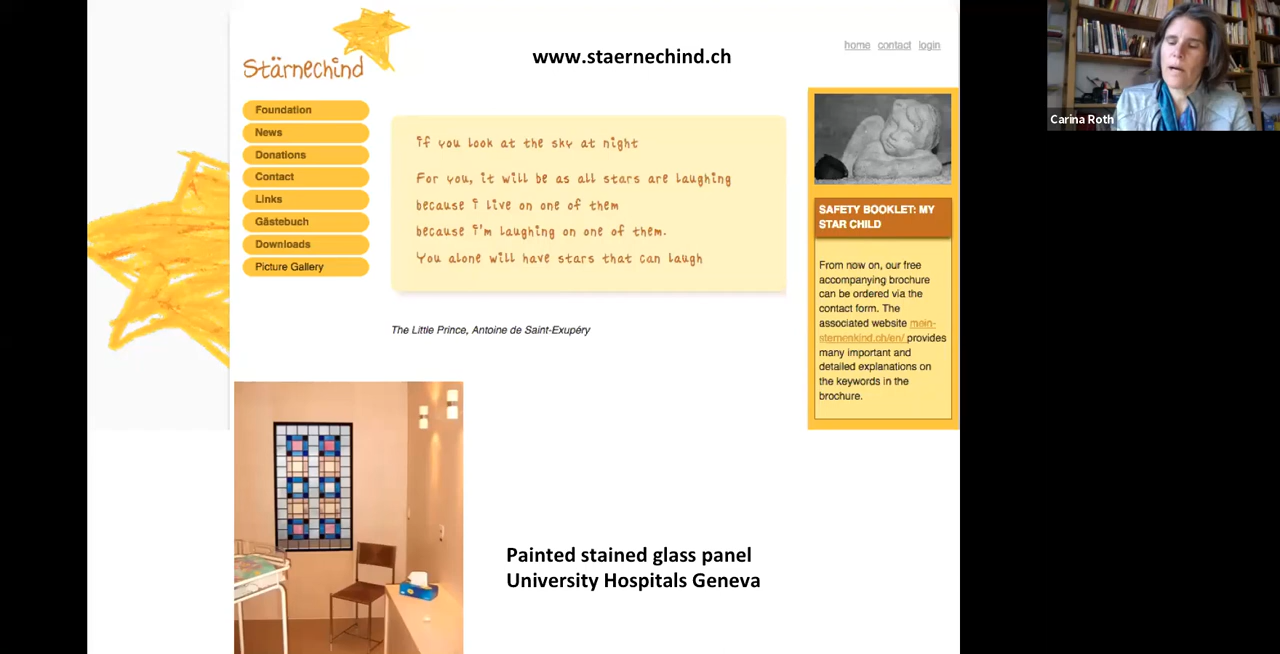 Stärnechind
www.staernechind.ch
home contact login
Foundation
News
Donations
Contact
Links
Gästebuch
Downloads
Picture Gallery
if you look at the sky at night
For you, it will be as all stars are laughing
because i live on one of them
because i'm laughing on one of them.
You alone will have stars that can laugh
The Little Prince, Antoine de Saint-Exupéry
SAFETY BOOKLET: MY
STAR CHILD
From now on, our free
accompanying brochure
can be ordered via the
contact form. The
associated website mein-
sternenkind.ch/en/ provides
many important and
detailed explanations on
the keywords in the
brochure.
Painted stained glass panel
University Hospitals Geneva
Carina Roth